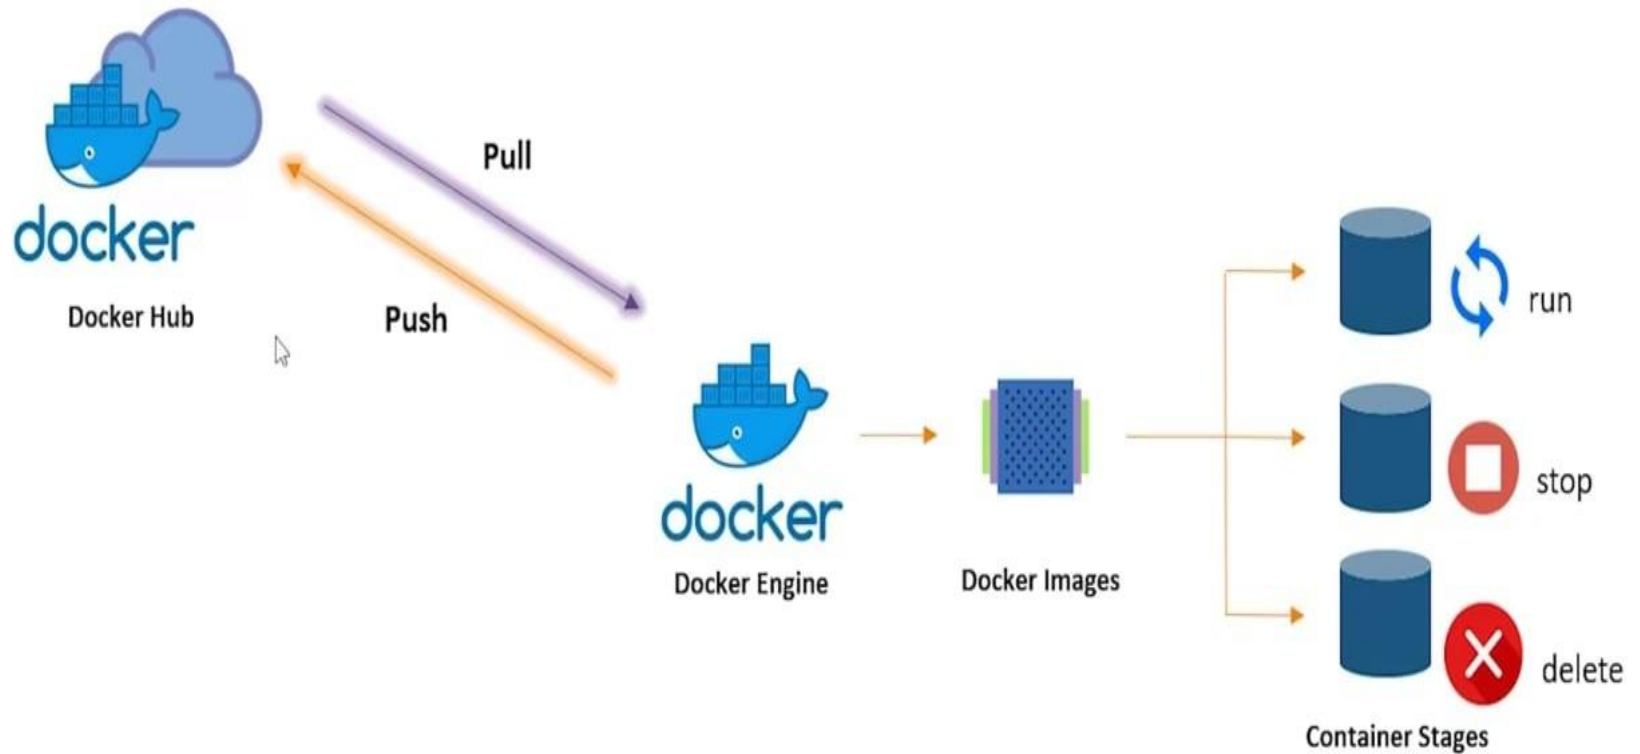 docker
Docker Hub
Pull
Push
docker
Docker Engine
Docker Images
run
stop
delete
Container Stages